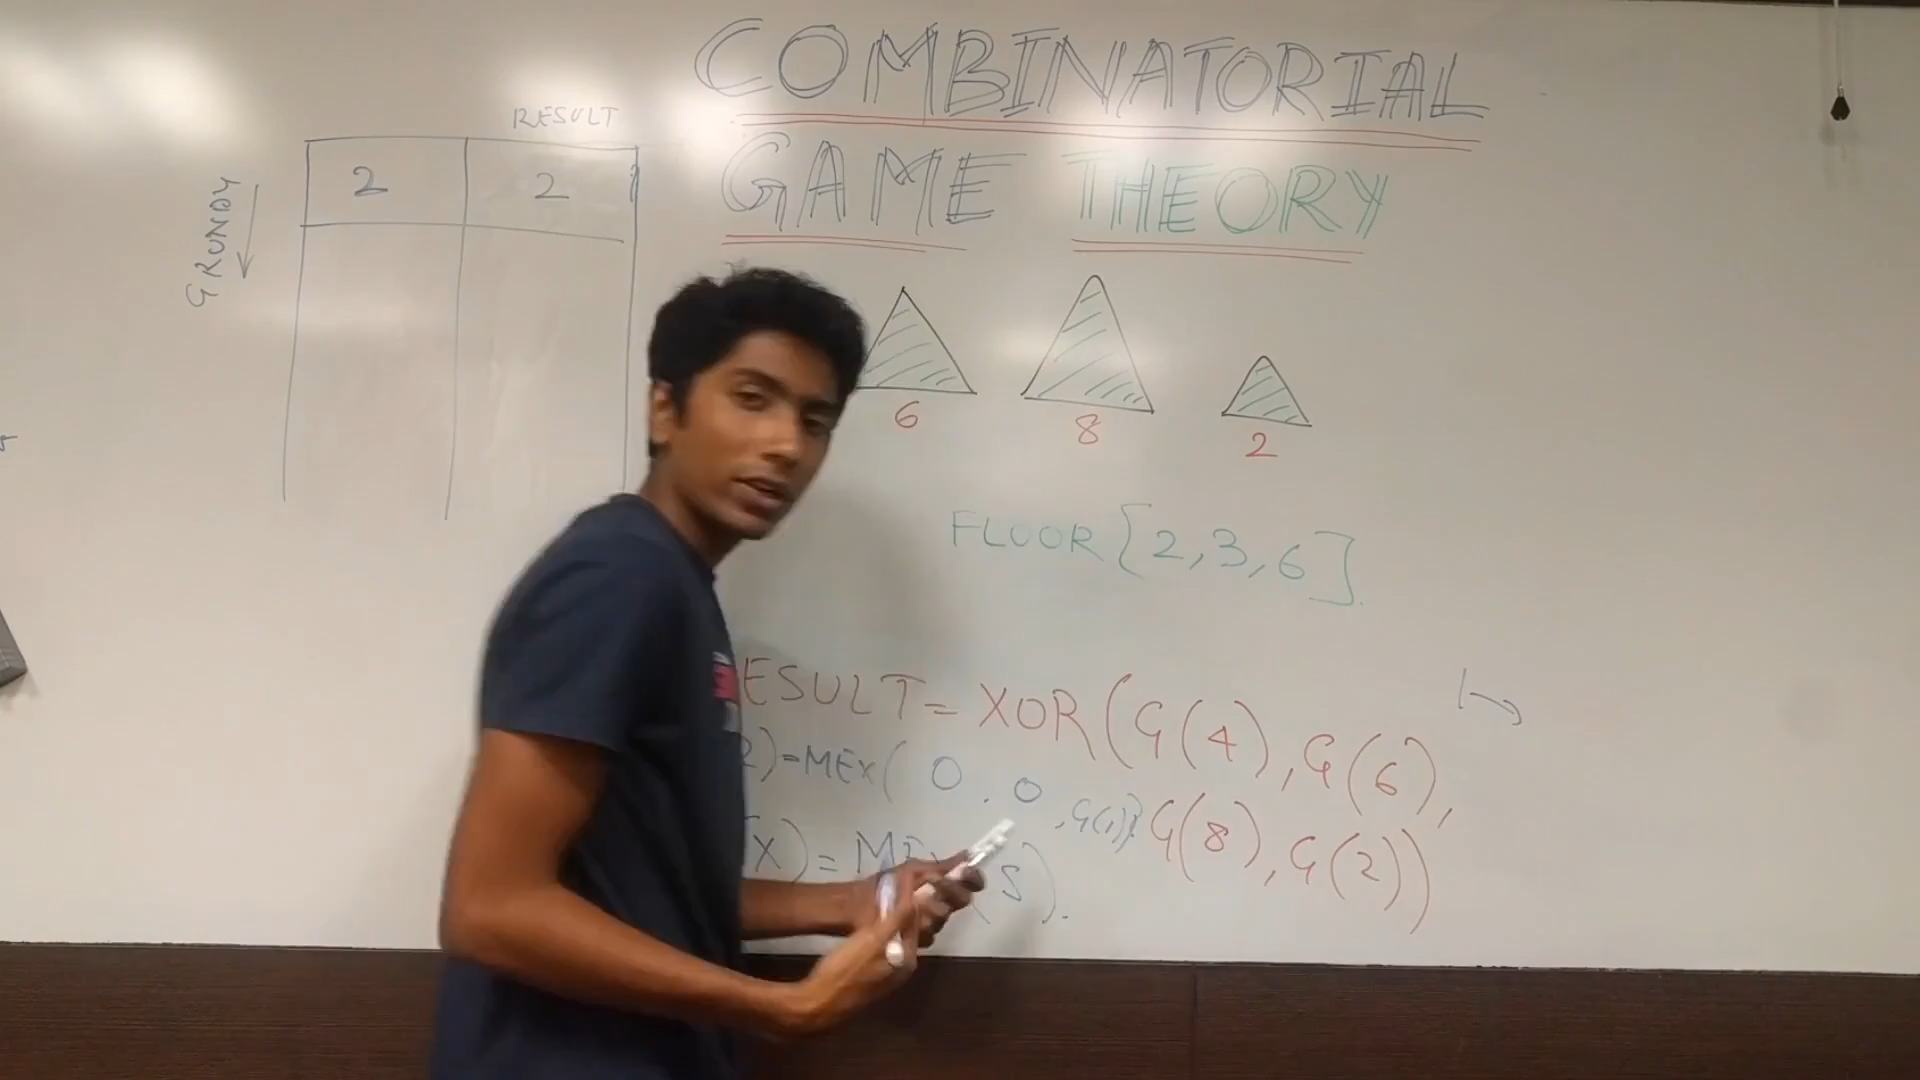 COMBINATORIAL
GAME THEORY
RESULT
GRUNDY
2 2
6 8 2
FLOOR [2,3,6].
ESULT = XOR(G(4), G(6),
G(8), G(2))
2)=MEX( 0, 0, G(1)
X) = MEX(S).